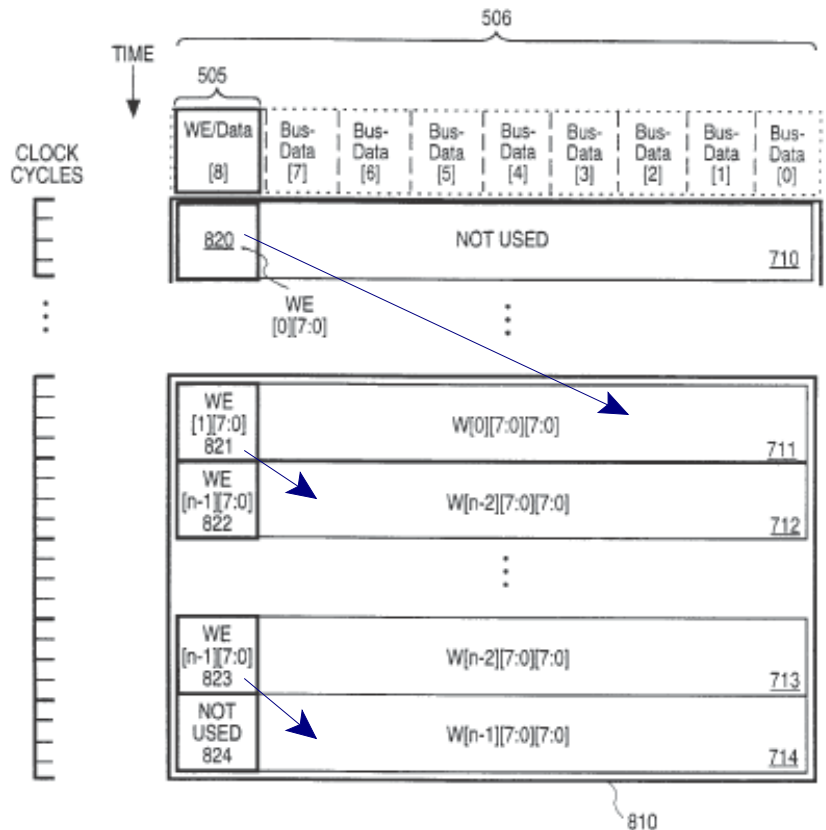 506
TIME
505
WE/Data
[8]
Bus-
Data
[7]
Bus-
Data
[6]
Bus-
Data
[5]
Bus-
Data
[4]
Bus-
Data
[3]
Bus-
Data
[2]
Bus-
Data
[1]
Bus-
Data
[0]
CLOCK
CYCLES
820
NOT USED
710
WE
[0][7:0]
WE
[1][7:0]
821
W[0][7:0][7:0]
711
WE
[n-1][7:0]
822
W[n-2][7:0][7:0]
712
WE
[n-1][7:0]
823
W[n-2][7:0][7:0]
713
NOT
USED
824
W[n-1][7:0][7:0]
714
810